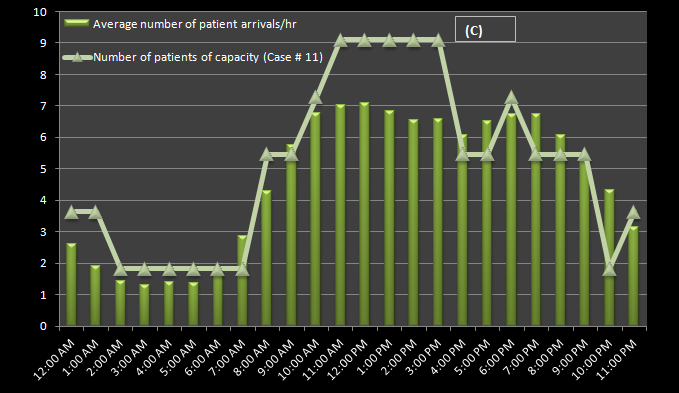 10
Average number of patient arrivals/hr
(C)
9
Number of patients of capacity (Case # 11)
8
7
6
5
4
3
2
1
0
12:00 AM
1:00 AM
2:00 AM
3:00 AM
4:00 AM
5:00 AM
6:00 AM
7:00 AM
8:00 AM
9:00 AM
10:00 AM
11:00 AM
12:00 PM
1:00 PM
2:00 PM
3:00 PM
4:00 PM
5:00 PM
6:00 PM
7:00 PM
8:00 PM
9:00 PM
10:00 PM
11:00 PM